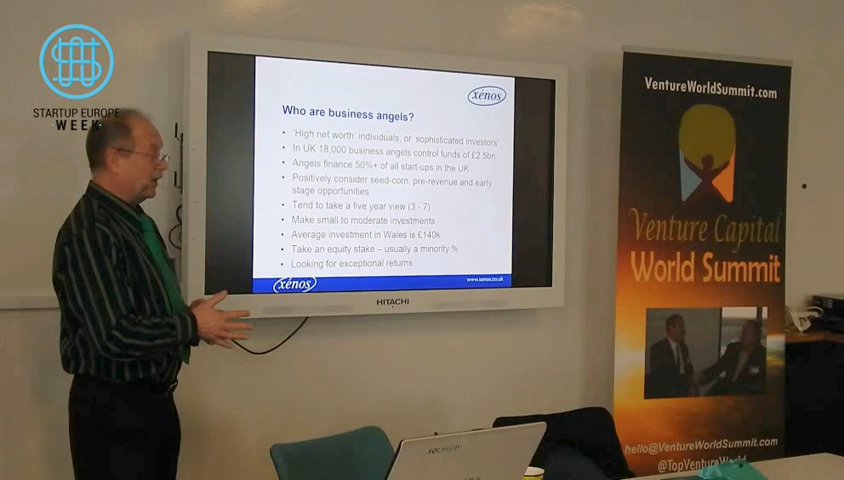 STARTUP EUROPE
WEEK
xénos
Who are business angels?
• 'High net worth' individuals, or 'sophisticated investors'
• In UK 18,000 business angels control funds of £2.5bn
• Angels finance 50%+ of all start-ups in the UK
• Positively consider seed-corn, pre-revenue and early
stage opportunities
• Tend to take a five year view (3 - 7)
• Make small to moderate investments
• Average investment in Wales is £140k
• Take an equity stake – usually a minority %
• Looking for exceptional returns
xénos
www.xenos.co.uk
HITACHI
VentureWorldSummit.com
Venture Capital
World Summit
hello@VentureWorldSummit.com
@TopVentureWorld